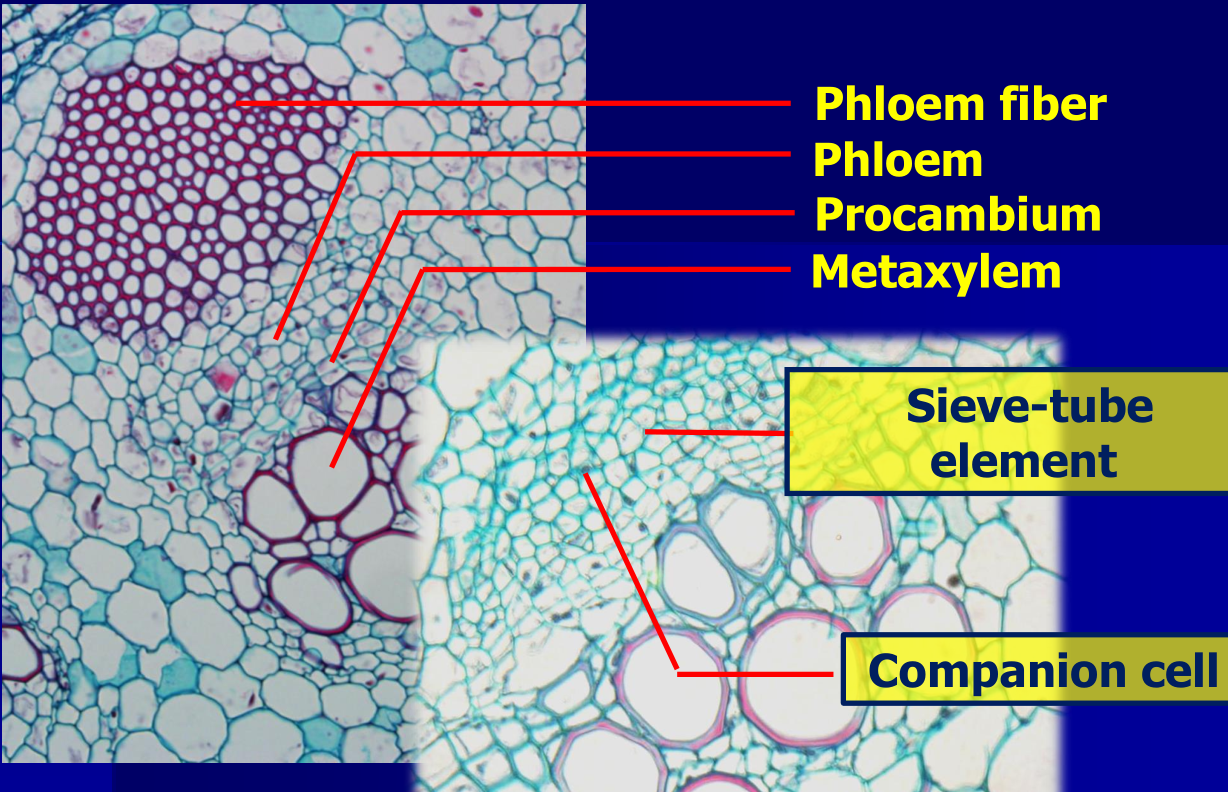 Phloem fiber
Phloem
Procambium
Metaxylem
Sieve-tube
element
Companion cell